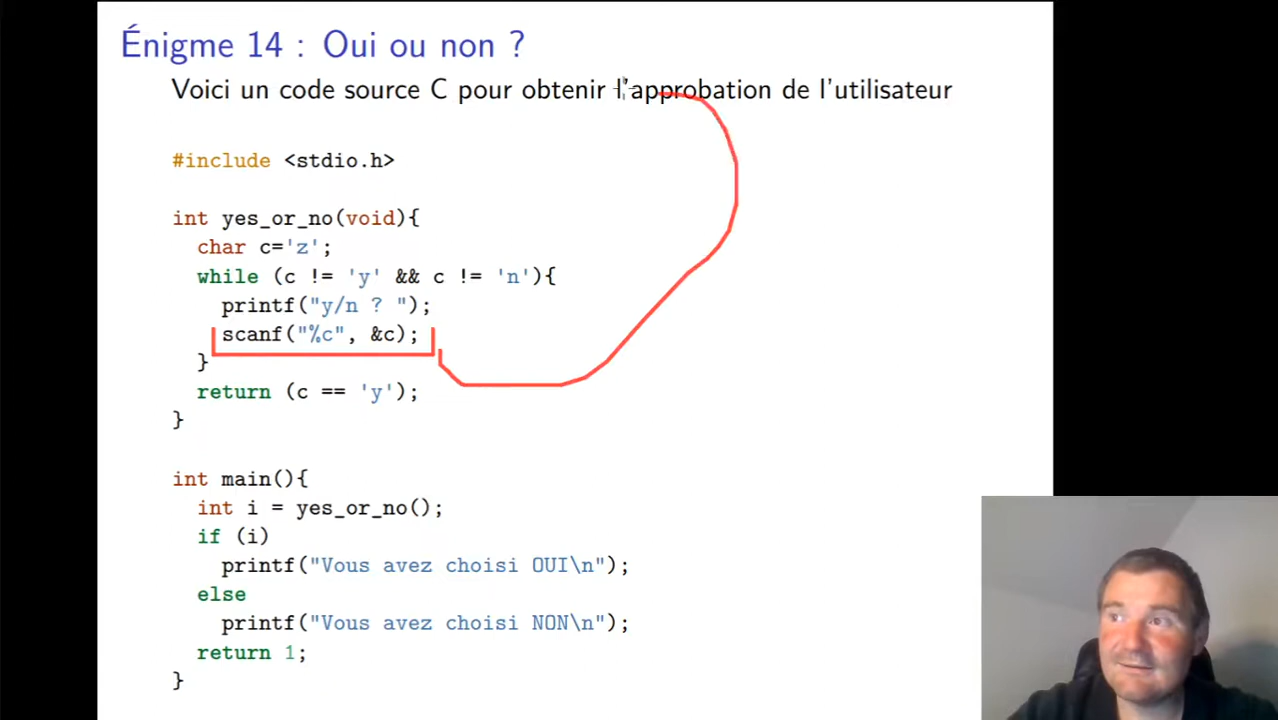 Énigme 14 : Oui ou non ?
Voici un code source C pour obtenir l'approbation de l'utilisateur
#include <stdio.h>
int yes_or_no(void){
char c='z';
while (c != 'y' && c != 'n'){
printf("y/n ? ");
scanf("%c", &c);
}
return (c == 'y');
}
int main(){
int i = yes_or_no();
if (i)
printf("Vous avez choisi OUI\n");
else
printf("Vous avez choisi NON\n");
return 1;
}